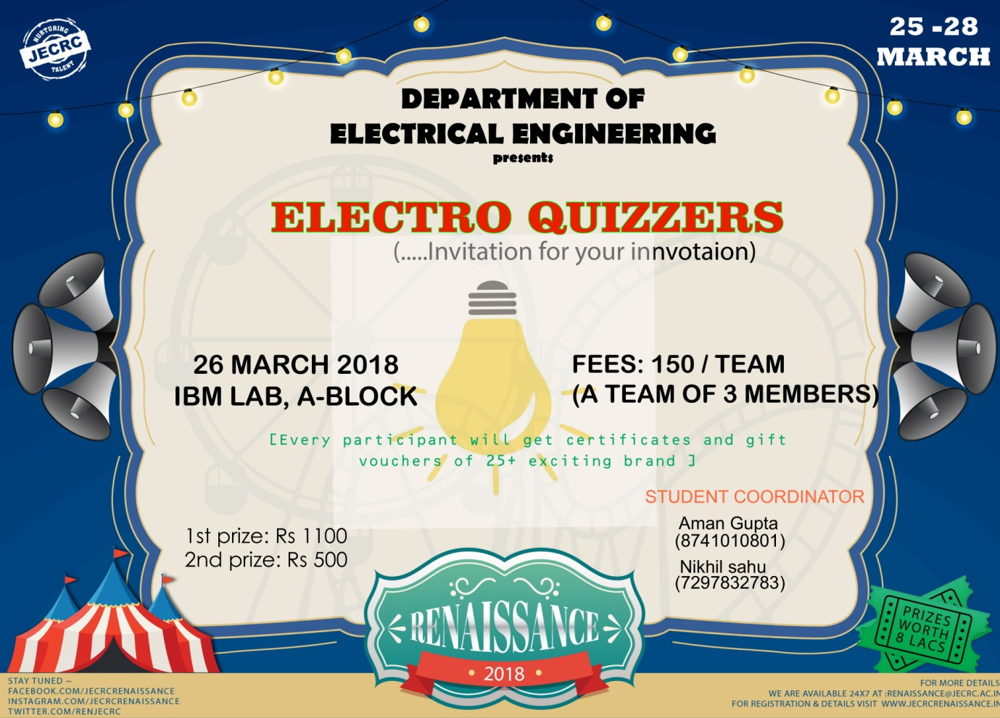 NURTURING
JECRC
TALENT
25 -28
MARCH
DEPARTMENT OF
ELECTRICAL ENGINEERING
presents
ELECTRO QUIZZERS
(.....Invitation for your innvotaion)
26 MARCH 2018
IBM LAB, A-BLOCK
FEES: 150 / TEAM
(A TEAM OF 3 MEMBERS)
[Every participant will get certificates and gift
vouchers of 25+ exciting brand ]
STUDENT COORDINATOR
Aman Gupta
(8741010801)
Nikhil sahu
(7297832783)
1st prize: Rs 1100
2nd prize: Rs 500
RENAISSANCE
2018
PRIZES
WORTH
8 LACS
STAY TUNED ~
FACEBOOK.COM/JECRCRENAISSANCE
INSTAGRAM.COM/JECRCRENAISSANCE
TWITTER.COM/RENJECRC
FOR MORE DETAILS
WE ARE AVAILABLE 24X7 AT :RENAISSANCE@JECRC.AC.IN
FOR REGISTRATION & DETAILS VISIT WWW.JECRCRENAISSANCE.IN